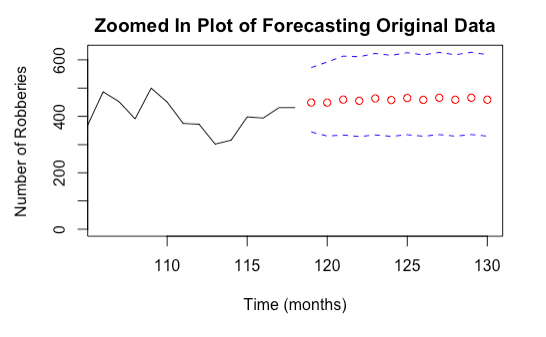 Zoomed In Plot of Forecasting Original Data
Number of Robberies
600
400
200
0
110 115 120 125 130
Time (months)